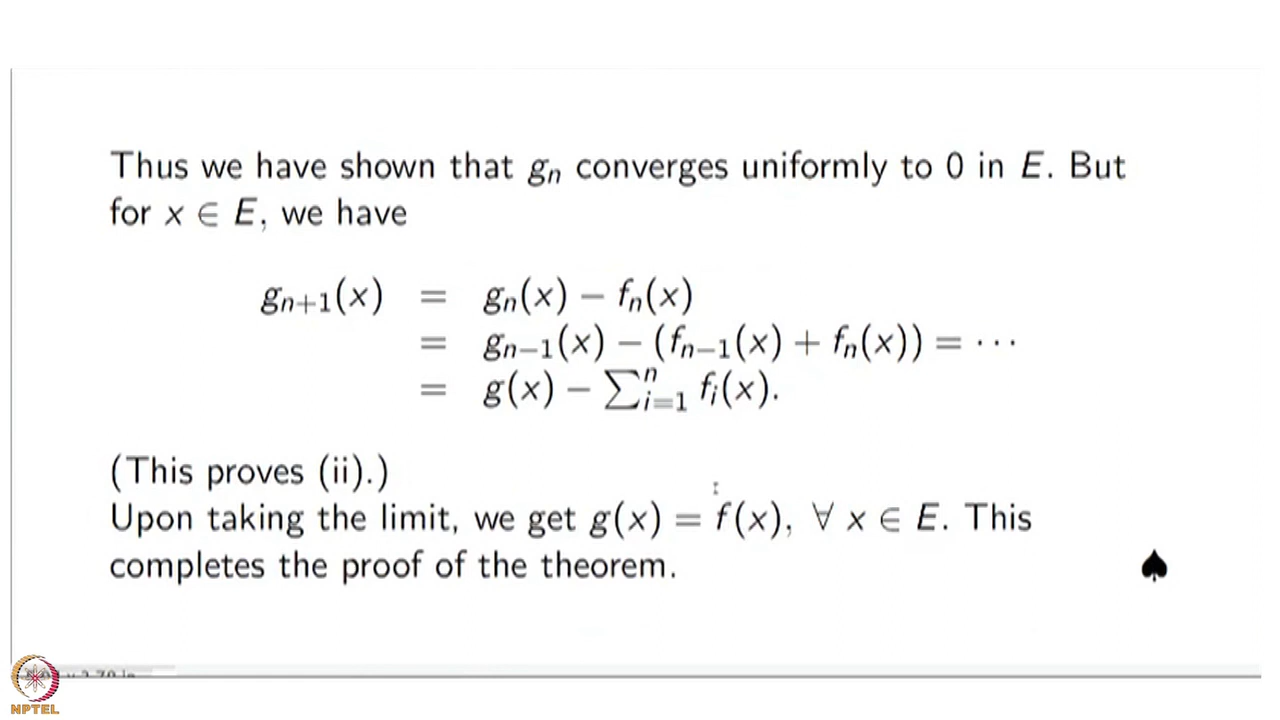 Thus we have shown that gₙ converges uniformly to 0 in E. But
for x ∈ E, we have
gₙ₊₁(x) = gₙ(x) − fₙ(x)
= gₙ₋₁(x) − (fₙ₋₁(x) + fₙ(x)) = ⋯
= g(x) − ∑ⁿᵢ₌₁ fᵢ(x).
(This proves (ii).)
Upon taking the limit, we get g(x) = f(x), ∀ x ∈ E. This
completes the proof of the theorem. ♠
NPTEL